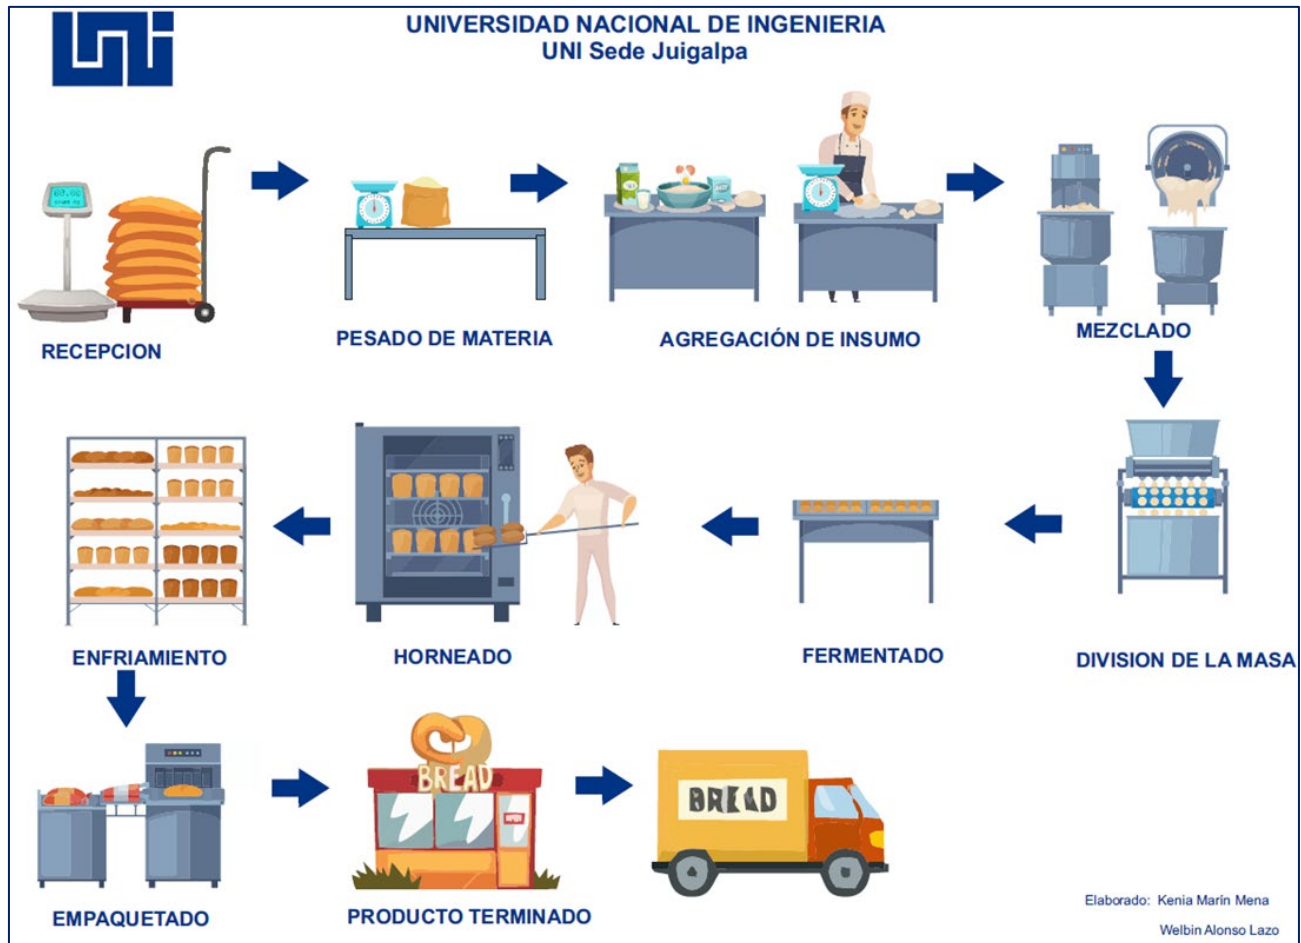 UNI
UNIVERSIDAD NACIONAL DE INGENIERIA
UNI Sede Juigalpa
RECEPCION
PESADO DE MATERIA
AGREGACIÓN DE INSUMO
MEZCLADO
ENFRIAMIENTO
HORNEADO
FERMENTADO
DIVISION DE LA MASA
BREAD
BREAD
EMPAQUETADO
PRODUCTO TERMINADO
Elaborado: Kenia Marín Mena
Welbin Alonso Lazo